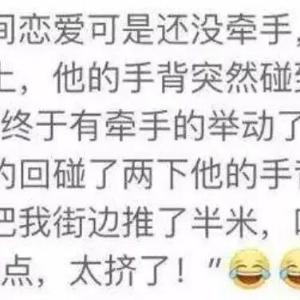 间恋爱可是还没牵手，
上，他的手背突然碰到
终于有牵手的举动了
的回碰了两下他的手背
把我街边推了半米，
点，太挤了！”😂😂